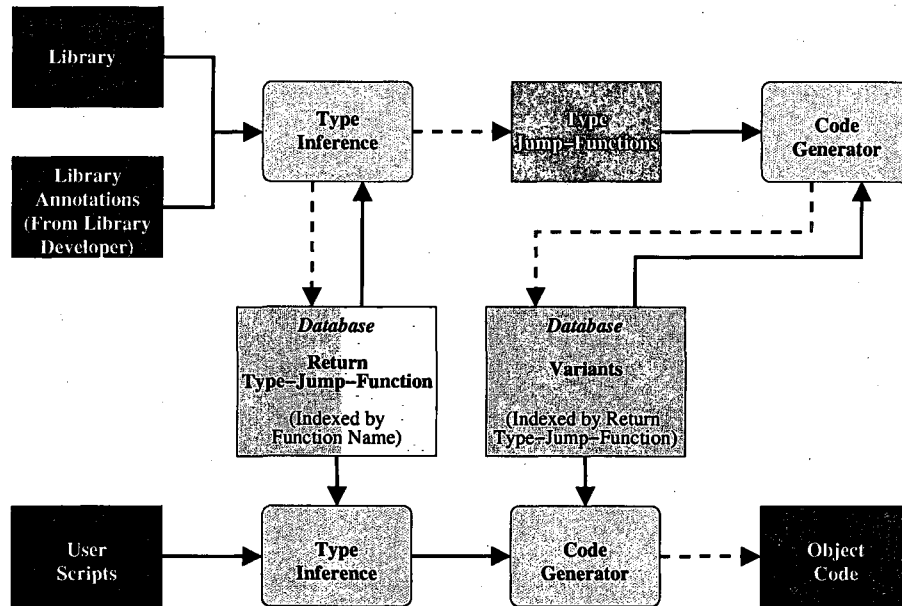 Library
Library
Annotations
(From Library
Developer)
Type
Inference
Type
Jump-Functions
Code
Generator
Database
Return
Type-Jump-Function
(Indexed by
Function Name)
Database
Variants
(Indexed by Return
Type-Jump-Function)
User
Scripts
Type
Inference
Code
Generator
Object
Code